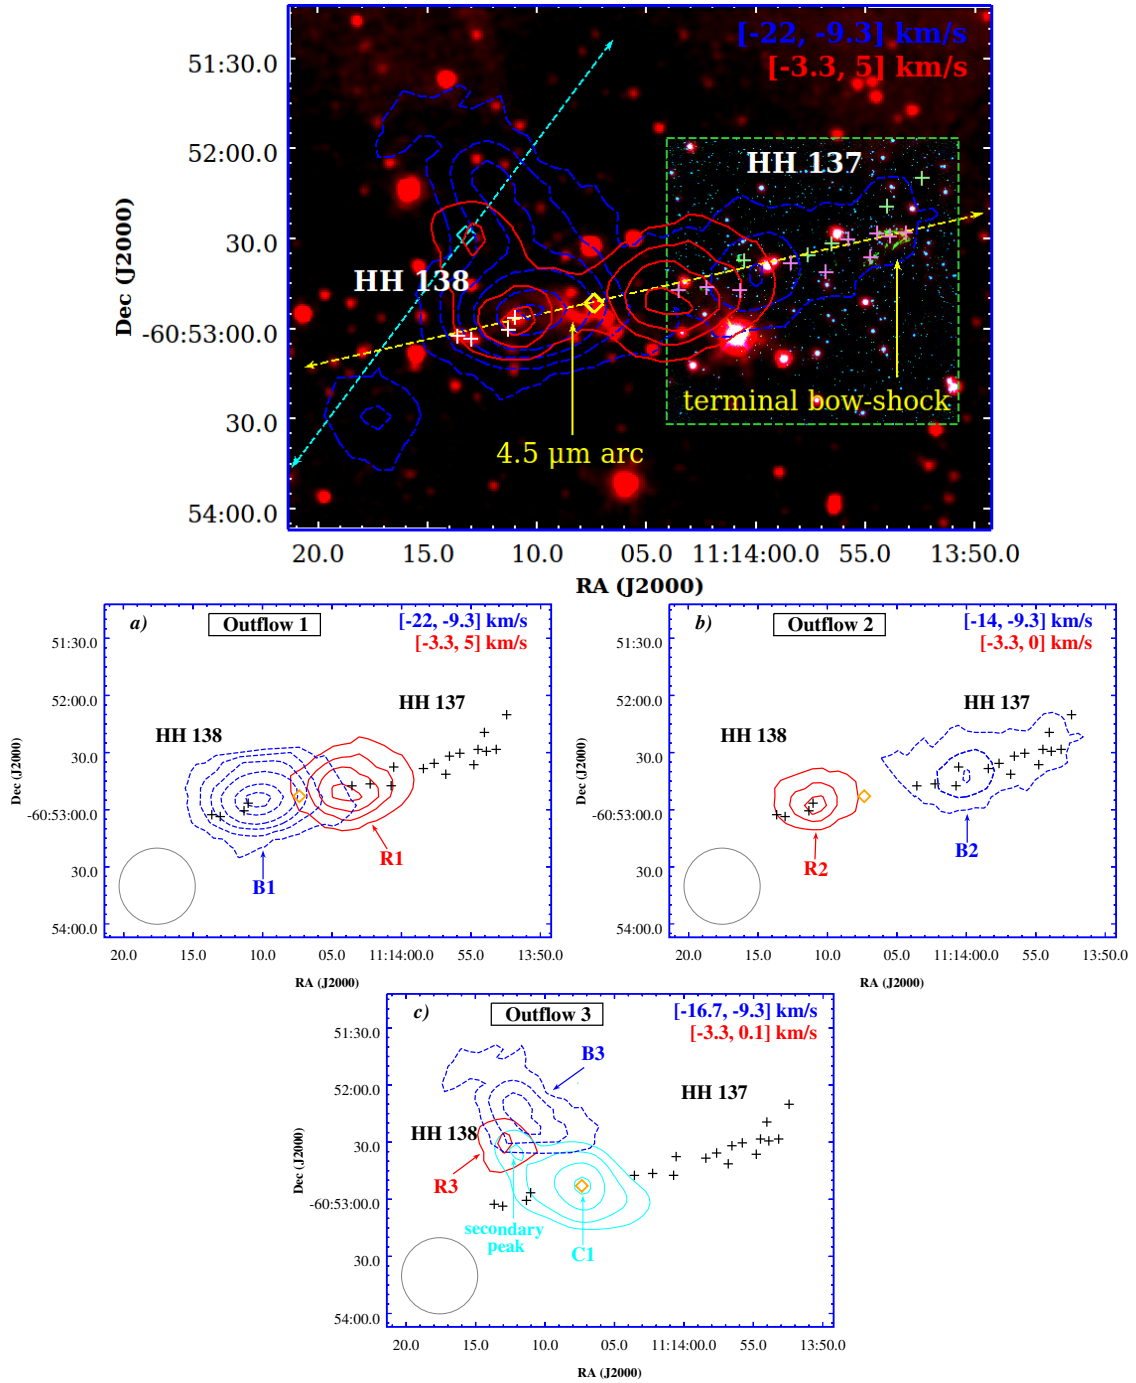 [-22, -9.3] km/s
[-3.3, 5] km/s
HH 137
HH 138
terminal bow-shock
4.5 μm arc
Dec (J2000)
51:30.0
52:00.0
30.0
-60:53:00.0
30.0
54:00.0
20.0 15.0 10.0 05.0 11:14:00.0 55.0 13:50.0
RA (J2000)
a) Outflow 1 [-22, -9.3] km/s
[-3.3, 5] km/s
HH 137
HH 138
R1
B1
Dec (J2000)
51:30.0
52:00.0
30.0
-60:53:00.0
30.0
54:00.0
20.0 15.0 10.0 05.0 11:14:00.0 55.0 13:50.0
RA (J2000)
b) Outflow 2 [-14, -9.3] km/s
[-3.3, 0] km/s
HH 137
HH 138
B2
R2
Dec (J2000)
51:30.0
52:00.0
30.0
-60:53:00.0
30.0
54:00.0
20.0 15.0 10.0 05.0 11:14:00.0 55.0 13:50.0
RA (J2000)
c) Outflow 3 [-16.7, -9.3] km/s
[-3.3, 0.1] km/s
B3
HH 137
HH 138
R3
secondary
peak
C1
Dec (J2000)
51:30.0
52:00.0
30.0
-60:53:00.0
30.0
54:00.0
20.0 15.0 10.0 05.0 11:14:00.0 55.0 13:50.0
RA (J2000)